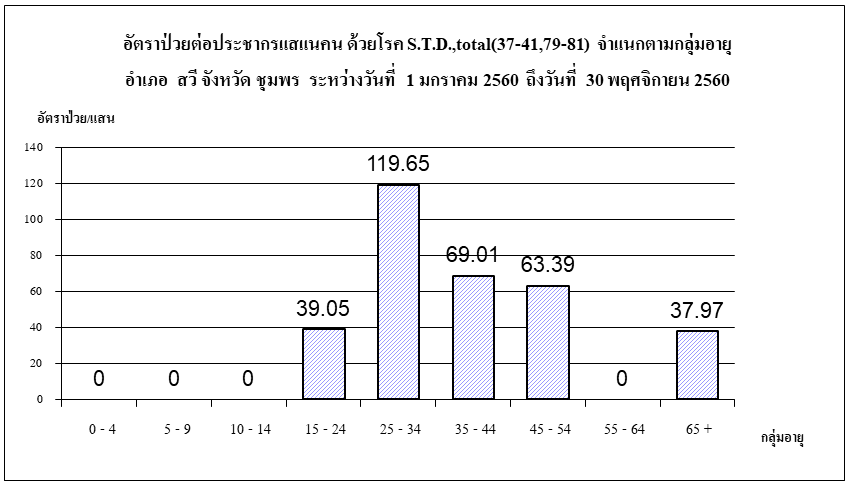 อัตราป่วยต่อประชากรแสแนคน ด้วยโรค S.T.D.,total(37-41,79-81) จำแนกตามกลุ่มอายุ
อำเภอ สวี จังหวัด ชุมพร ระหว่างวันที่ 1 มกราคม 2560 ถึงวันที่ 30 พฤศจิกายน 2560
อัตราป่วย/แสน
140
120
100
80
60
40
20
0
0 0 0 39.05 119.65 69.01 63.39 0 37.97
0 - 4 5 - 9 10 - 14 15 - 24 25 - 34 35 - 44 45 - 54 55 - 64 65 +
กลุ่มอายุ